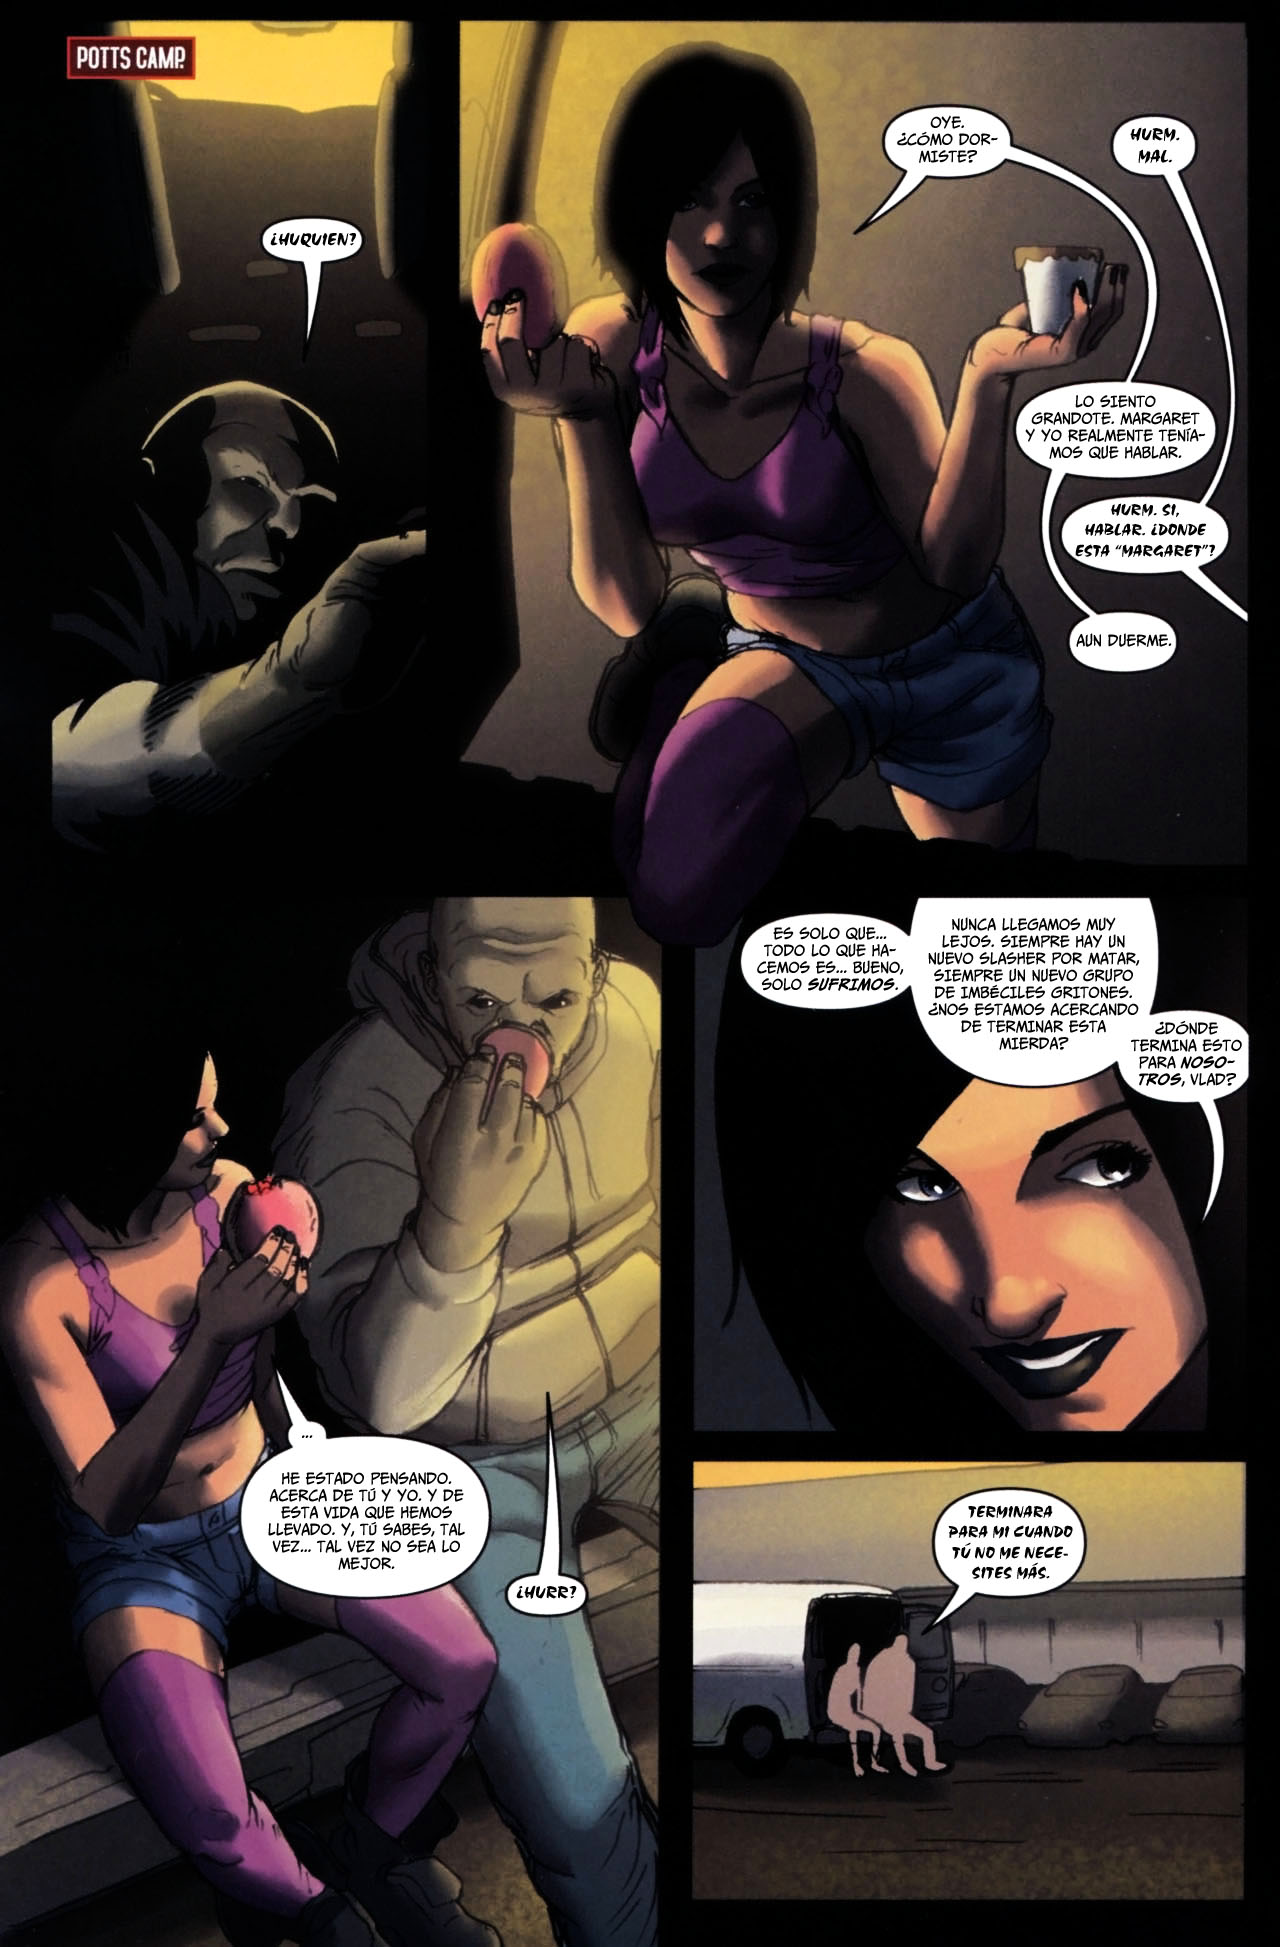 POTTS CAMP.
¿HUQUIEN?
OYE.
¿CÓMO DOR-
MISTE?
HURM.
MAL.
LO SIENTO
GRANDOTE. MARGARET
Y YO REALMENTE TENÍA-
MOS QUE HABLAR.
HURM. SI,
HABLAR. ¿DONDE
ESTA "MARGARET"?
AUN DUERME.
...
HE ESTADO PENSANDO.
ACERCA DE TÚ Y YO. Y DE
ESTA VIDA QUE HEMOS
LLEVADO. Y, TÚ SABES, TAL
VEZ... TAL VEZ NO SEA LO
MEJOR.
¿HURR?
ES SOLO QUE...
TODO LO QUE HA-
CEMOS ES... BUENO,
SOLO SUFRIMOS.
NUNCA LLEGAMOS MUY
LEJOS. SIEMPRE HAY UN
NUEVO SLASHER POR MATAR,
SIEMPRE UN NUEVO GRUPO
DE IMBÉCILES GRITONES.
¿NOS ESTAMOS ACERCANDO
DE TERMINAR ESTA
MIERDA?
¿DÓNDE
TERMINA ESTO
PARA NOSO-
TROS, VLAD?
TERMINARA
PARA MI CUANDO
TÚ NO ME NECE-
SITES MÁS.